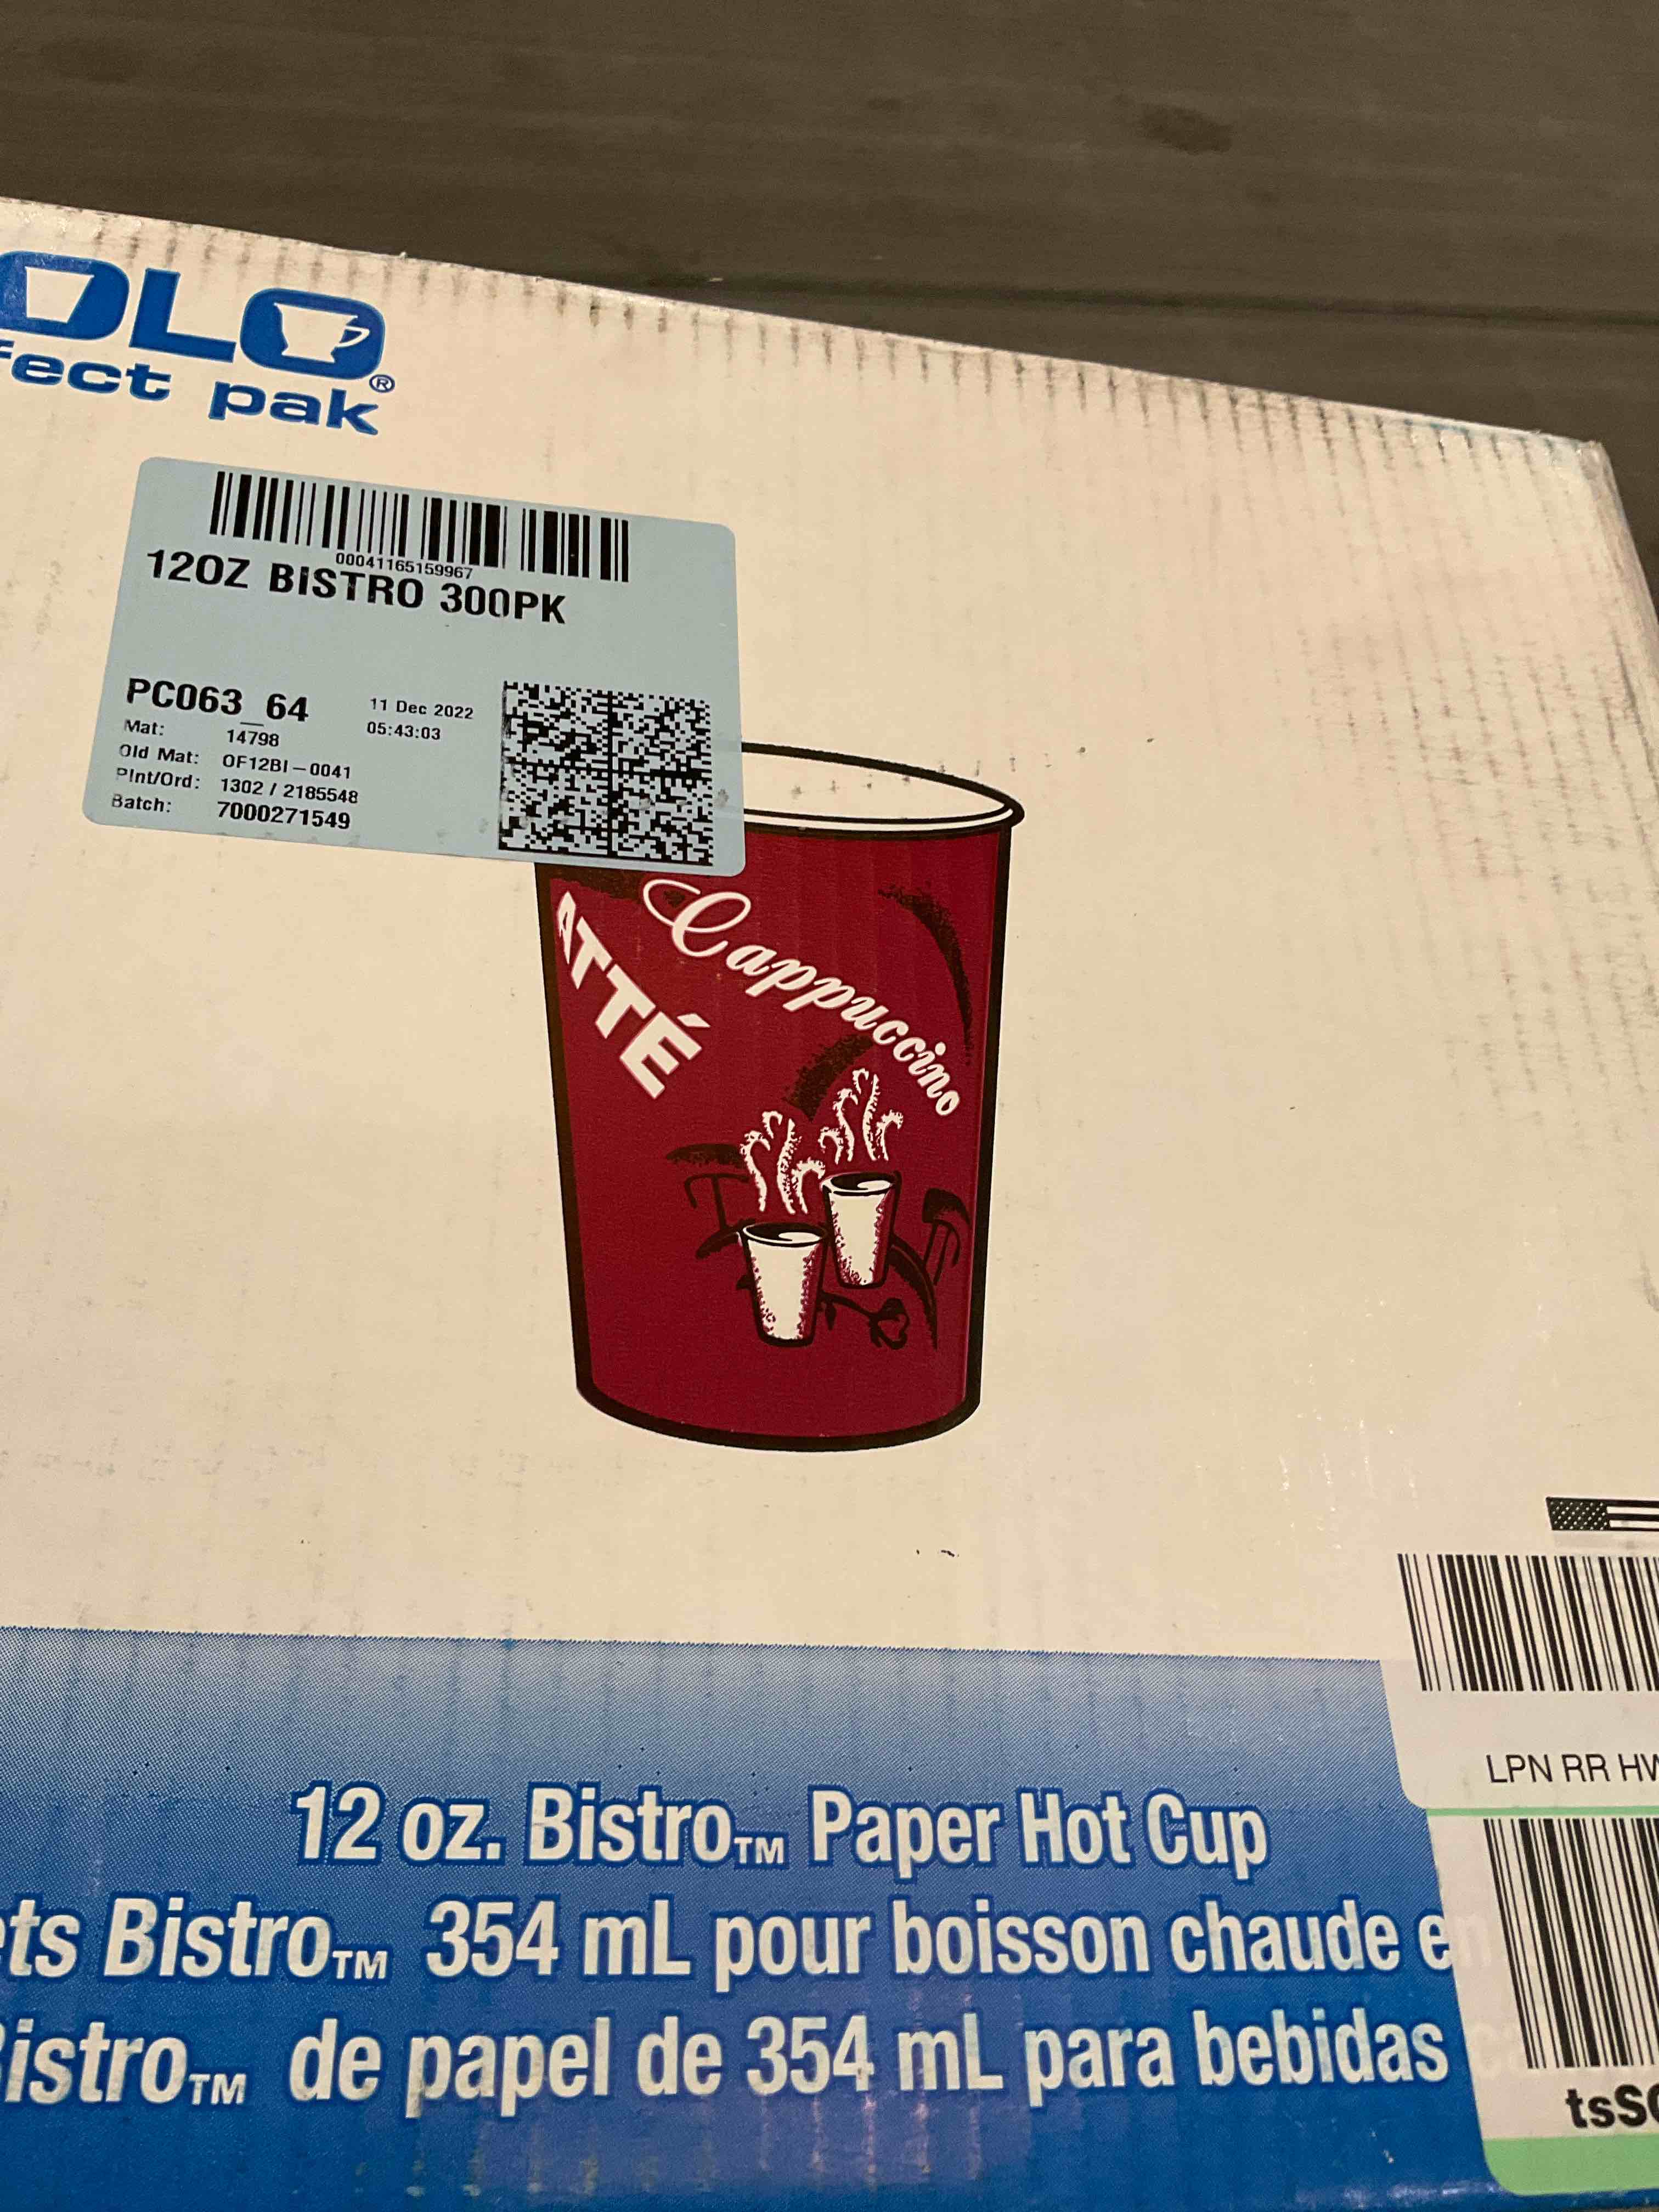 OLO
fect pak®
00041165159967
12OZ BISTRO 300PK
PC063_64 11 Dec 2022
05:43:03
Mat: 14798
Old Mat: OF12BI-0041
Plnt/Ord: 1302 / 2185548
Batch: 7000271549
Cappuccino
ATTÉ
12 oz. Bistro™ Paper Hot Cup
ets Bistro™ 354 mL pour boisson chaude en
Bistro™ de papel de 354 mL para bebidas
LPN RR HW
tsS